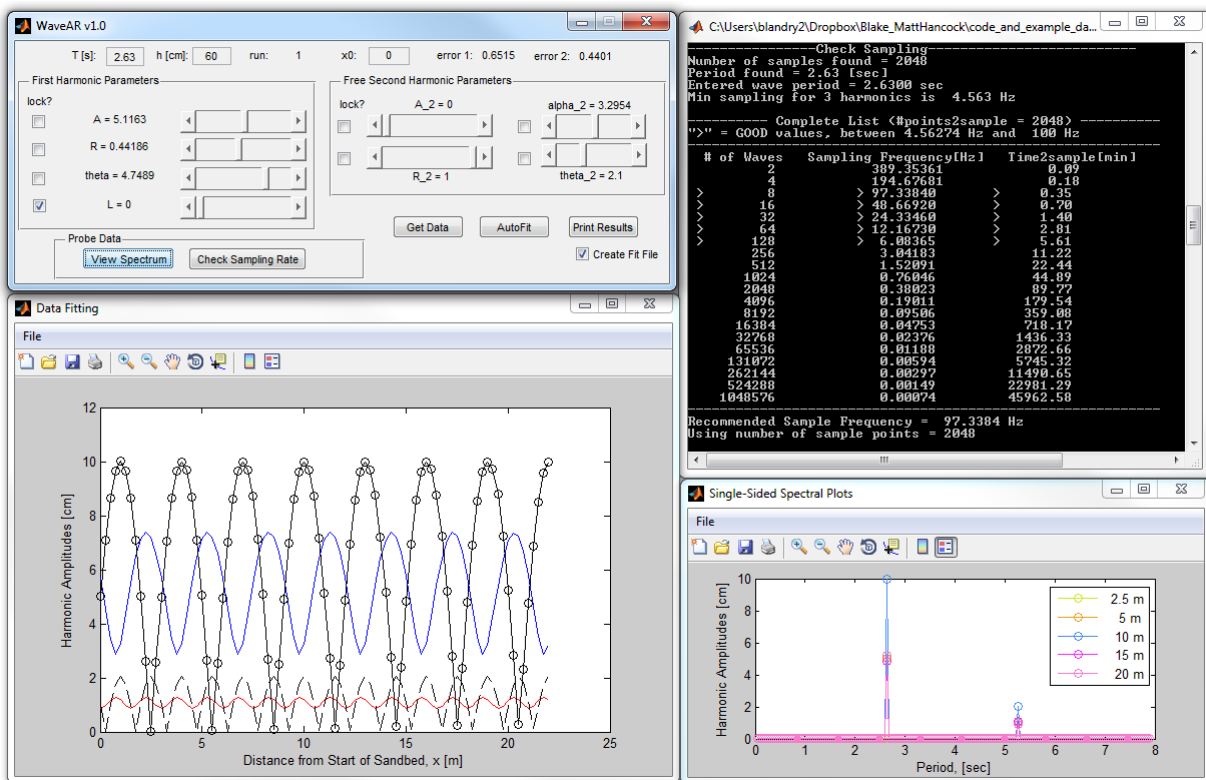 WaveAR v1.0
T [s]: 2.63 h [cm]: 60 run: 1 x0: 0 error 1: 0.6515 error 2: 0.4401
First Harmonic Parameters
lock?
A = 5.1163
R = 0.44186
theta = 4.7489
L = 0
Free Second Harmonic Parameters
lock? A_2 = 0 alpha_2 = 3.2954
R_2 = 1 theta_2 = 2.1
Get Data AutoFit Print Results
Create Fit File
Probe Data
View Spectrum Check Sampling Rate
C:\Users\blandry2\Dropbox\Blake_MattHancock\code_and_example_da...
------------------Check Sampling------------------
Number of samples found = 2048
Period found = 2.63 [sec]
Entered wave period = 2.6300 sec
Min sampling for 3 harmonics is 4.563 Hz
---------- Complete List (#points2sample = 2048) ----------
">" = GOOD values, between 4.56274 Hz and 100 Hz
# of Waves Sampling Frequency[Hz] Time2sample[min]
2 389.35361 0.09
4 194.67681 0.18
> 8 > 97.33840 > 0.35
> 16 > 48.66920 > 0.70
> 32 > 24.33460 > 1.40
> 64 > 12.16730 > 2.81
> 128 > 6.08365 > 5.61
256 3.04183 11.22
512 1.52091 22.44
1024 0.76046 44.89
2048 0.38023 89.77
4096 0.19011 179.54
8192 0.09506 359.08
16384 0.04753 718.17
32768 0.02376 1436.33
65536 0.01188 2872.66
131072 0.00594 5745.32
262144 0.00297 11490.65
524288 0.00149 22981.29
1048576 0.00074 45962.58
Recommended Sample Frequency = 97.3384 Hz
Using number of sample points = 2048
Data Fitting
File
Harmonic Amplitudes [cm]
12
10
8
6
4
2
0
0 5 10 15 20 25
Distance from Start of Sandbed, x [m]
Single-Sided Spectral Plots
File
Harmonic Amplitudes [cm]
10
8
6
4
2
0
2.5 m
5 m
10 m
15 m
20 m
0 1 2 3 4 5 6 7 8
Period, [sec]